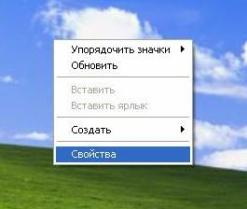 Упорядочить значки
Обновить
Вставить
Вставить ярлык
Создать
Свойства